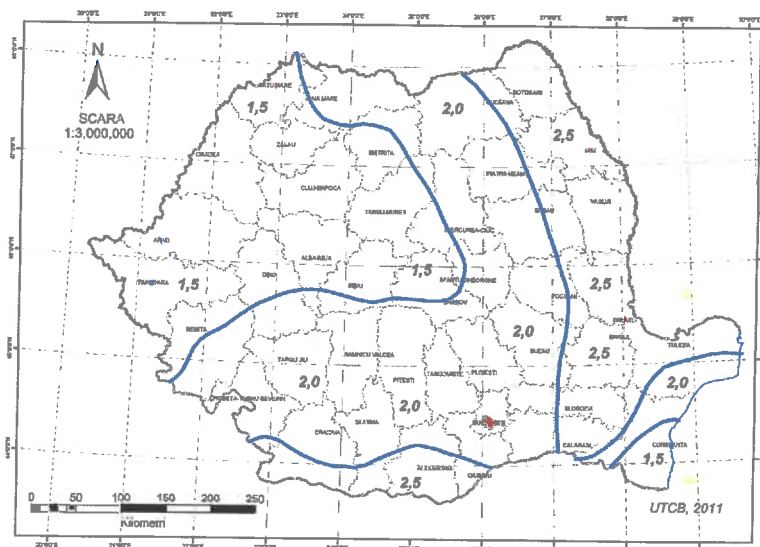 N
SCARA
1:3,000,000
SATU MARE
BAIA MARE
1,5
2,0
SUCEAVA
BOTOSANI
2,5
IASI
ORADEA
ZALAU
BISTRITA
CLUJ-NAPOCA
PIATRA-NEAMT
TARGU-MURES
BACAU
VASLUI
MIERCUREA-CIUC
ARAD
ALBA-IULIA
TIMISOARA
1,5
DEVA
SIBIU
1,5
SFANTU GHEORGHE
BRASOV
2,5
FOCSANI
RESITA
2,0
GALATI
BRAILA
2,5
TULCEA
BUZAU
TARGU JIU
RAMNICU VALCEA
2,0
PITESTI
TARGOVISTE
PLOIESTI
2,0
DROBETA-TURNU SEVERIN
2,0
SLOBOZIA
SLATINA
BUCURESTI
CRAIOVA
CALARASI
CONSTANTA
1,5
ALEXANDRIA
GIURGIU
2,5
0 25 50 100 150 200 250
Kilometri
UTCB, 2011